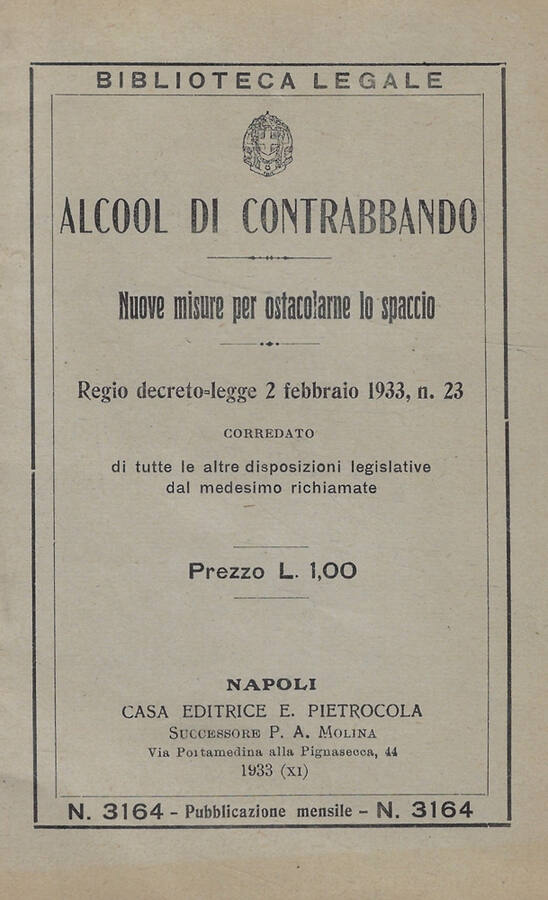 BIBLIOTECA LEGALE
ALCOOL DI CONTRABBANDO
Nuove misure per ostacolarne lo spaccio
Regio decreto=legge 2 febbraio 1933, n. 23
CORREDATO
di tutte le altre disposizioni legislative
dal medesimo richiamate
Prezzo L. 1,00
NAPOLI
CASA EDITRICE E. PIETROCOLA
SUCCESSORE P. A. MOLINA
Via Portamedina alla Pignasecca, 44
1933 (XI)
N. 3164 - Pubblicazione mensile - N. 3164